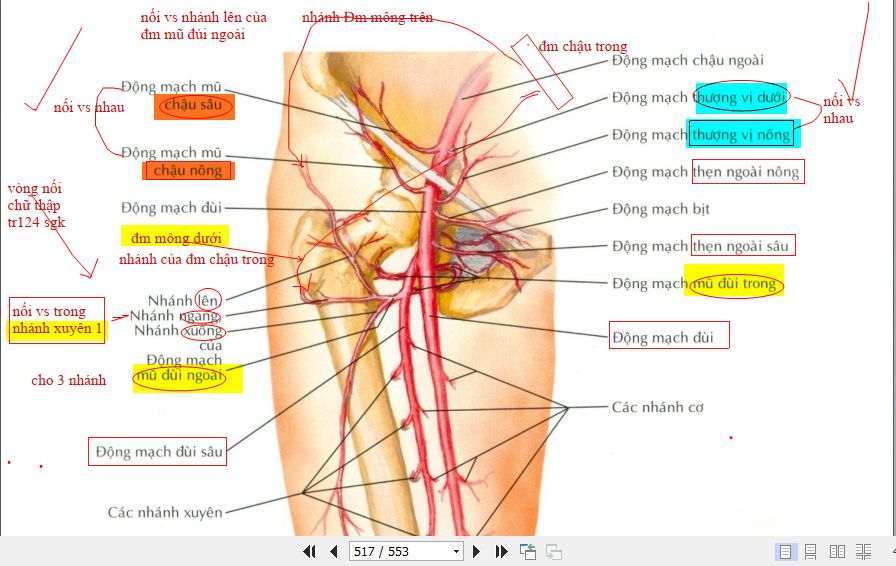 nối vs nhánh lên của
đm mũ đùi ngoài
nhánh Đm mông trên
đm chậu trong
Động mạch chậu ngoài
Động mạch mũ
chậu sâu
nối vs nhau
Động mạch thượng vị dưới
nối vs
nhau
Động mạch thượng vị nông
Động mạch mũ
chậu nông
Động mạch thẹn ngoài nông
vòng nối
chữ thập
tr124 sgk
Động mạch đùi
Động mạch bịt
đm mông dưới
nhánh của đm chậu trong
Động mạch thẹn ngoài sâu
Động mạch mũ đùi trong
Nhánh lên
nối vs trong
nhánh xuyên 1
Nhánh ngang
Nhánh xuống
của
Động mạch
mũ đùi ngoài
cho 3 nhánh
Động mạch đùi
Các nhánh cơ
Động mạch đùi sâu
Các nhánh xuyên
517 / 553